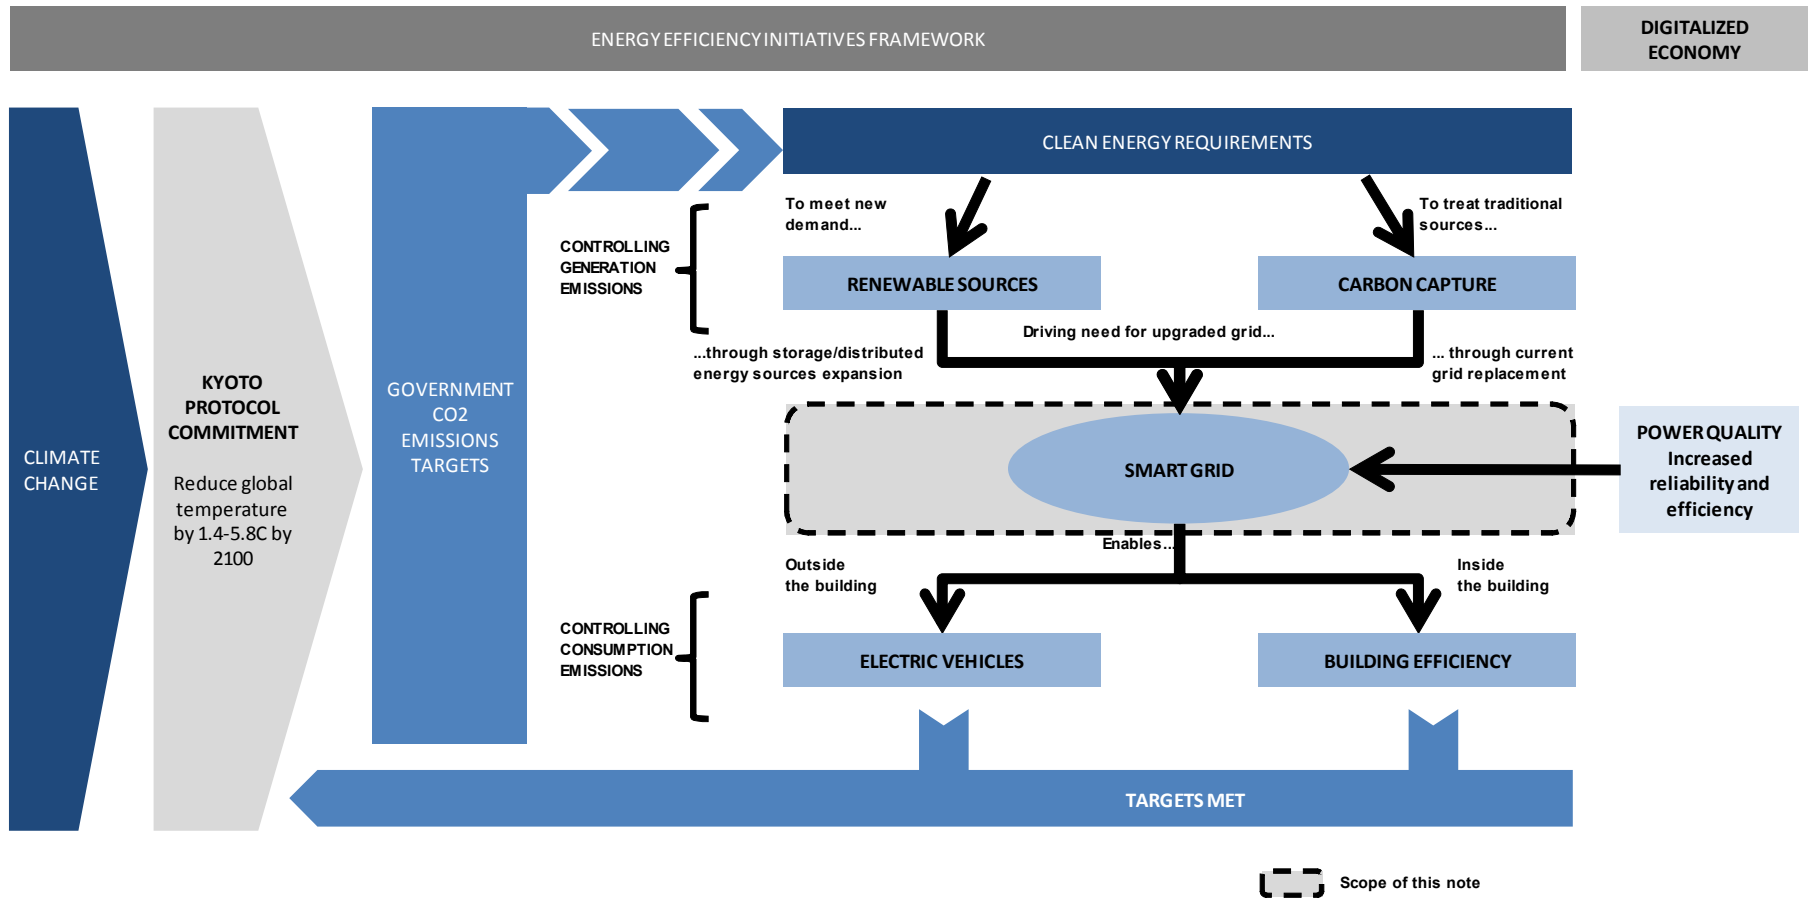 ENERGY EFFICIENCY INITIATIVES FRAMEWORK
DIGITALIZED
ECONOMY
CLIMATE
CHANGE
KYOTO
PROTOCOL
COMMITMENT
Reduce global
temperature
by 1.4-5.8C by
2100
GOVERNMENT
CO2
EMISSIONS
TARGETS
CLEAN ENERGY REQUIREMENTS
To meet new
demand...
To treat traditional
sources...
CONTROLLING
GENERATION
EMISSIONS
RENEWABLE SOURCES
CARBON CAPTURE
Driving need for upgraded grid...
...through storage/distributed
energy sources expansion
... through current
grid replacement
SMART GRID
POWER QUALITY
Increased
reliability and
efficiency
Enables...
Outside
the building
Inside
the building
CONTROLLING
CONSUMPTION
EMISSIONS
ELECTRIC VEHICLES
BUILDING EFFICIENCY
TARGETS MET
Scope of this note